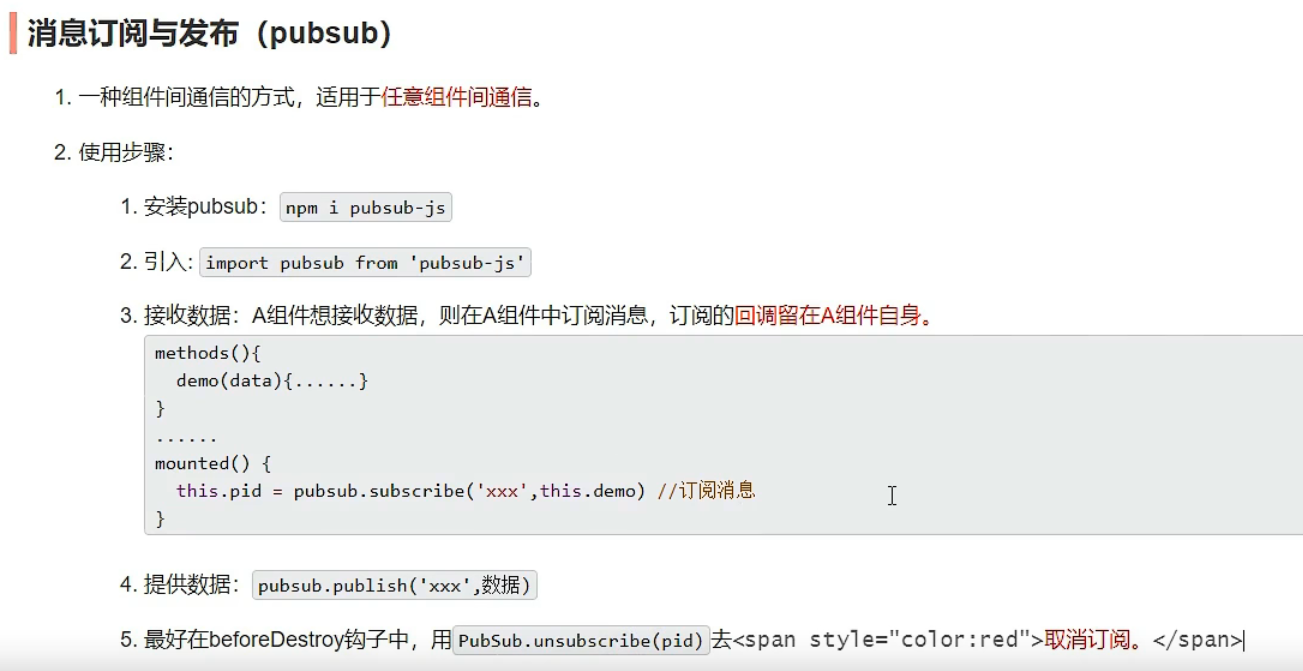 消息订阅与发布（pubsub）
1. 一种组件间通信的方式，适用于任意组件间通信。
2. 使用步骤：
1. 安装pubsub：npm i pubsub-js
2. 引入: import pubsub from 'pubsub-js'
3. 接收数据：A组件想接收数据，则在A组件中订阅消息，订阅的回调留在A组件自身。
methods(){
  demo(data){......}
}
......
mounted() {
  this.pid = pubsub.subscribe('xxx',this.demo) //订阅消息
}
4. 提供数据：pubsub.publish('xxx',数据)
5. 最好在beforeDestroy钩子中，用PubSub.unsubscribe(pid)去<span style="color:red">取消订阅。</span>